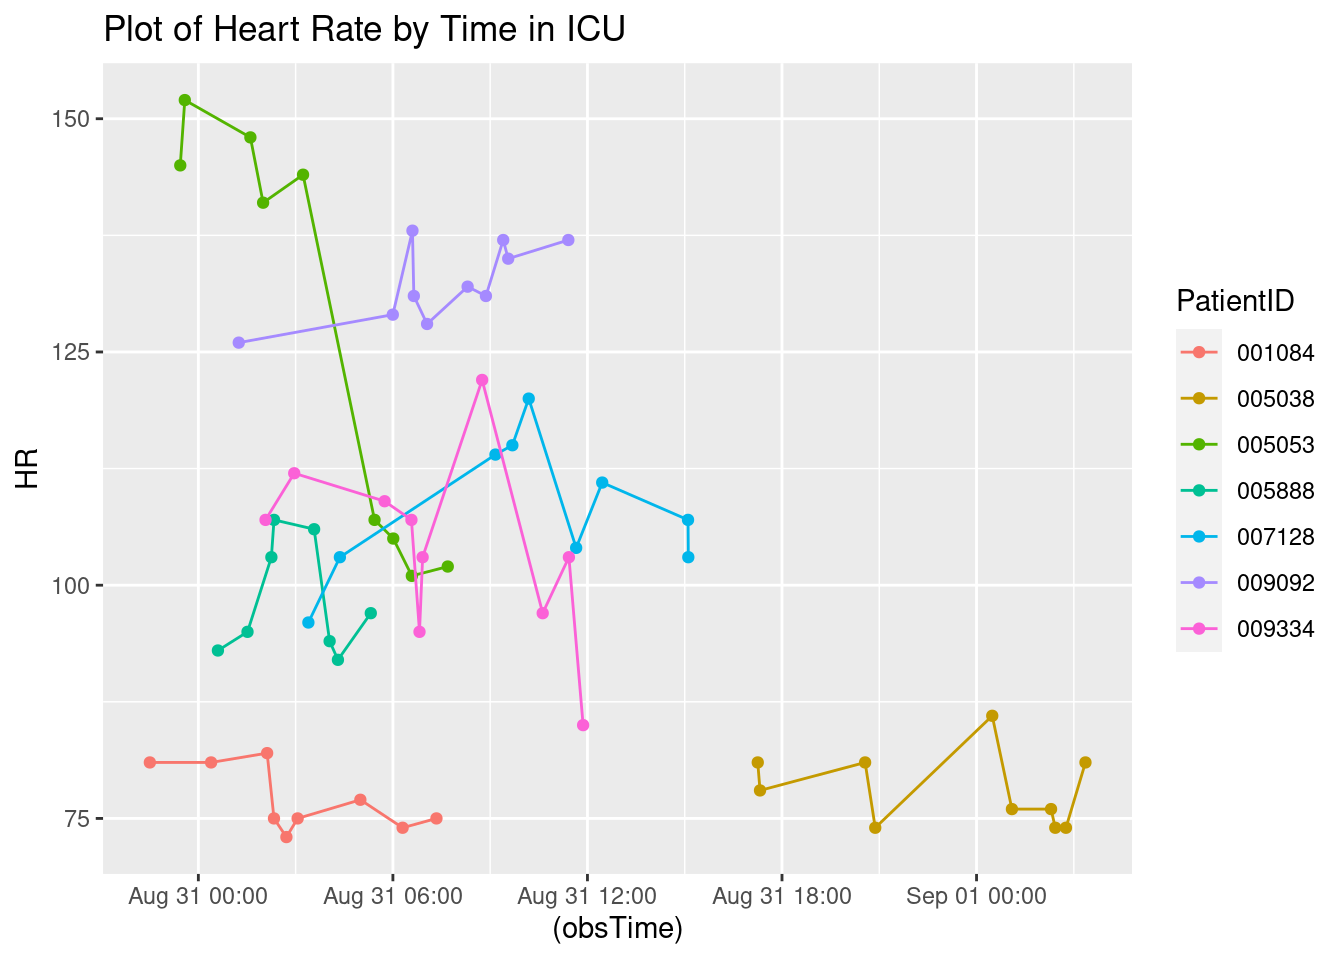 Plot of Heart Rate by Time in ICU
HR
150
125
100
75
Aug 31 00:00
Aug 31 06:00
Aug 31 12:00
Aug 31 18:00
Sep 01 00:00
(obsTime)
PatientID
001084
005038
005053
005888
007128
009092
009334